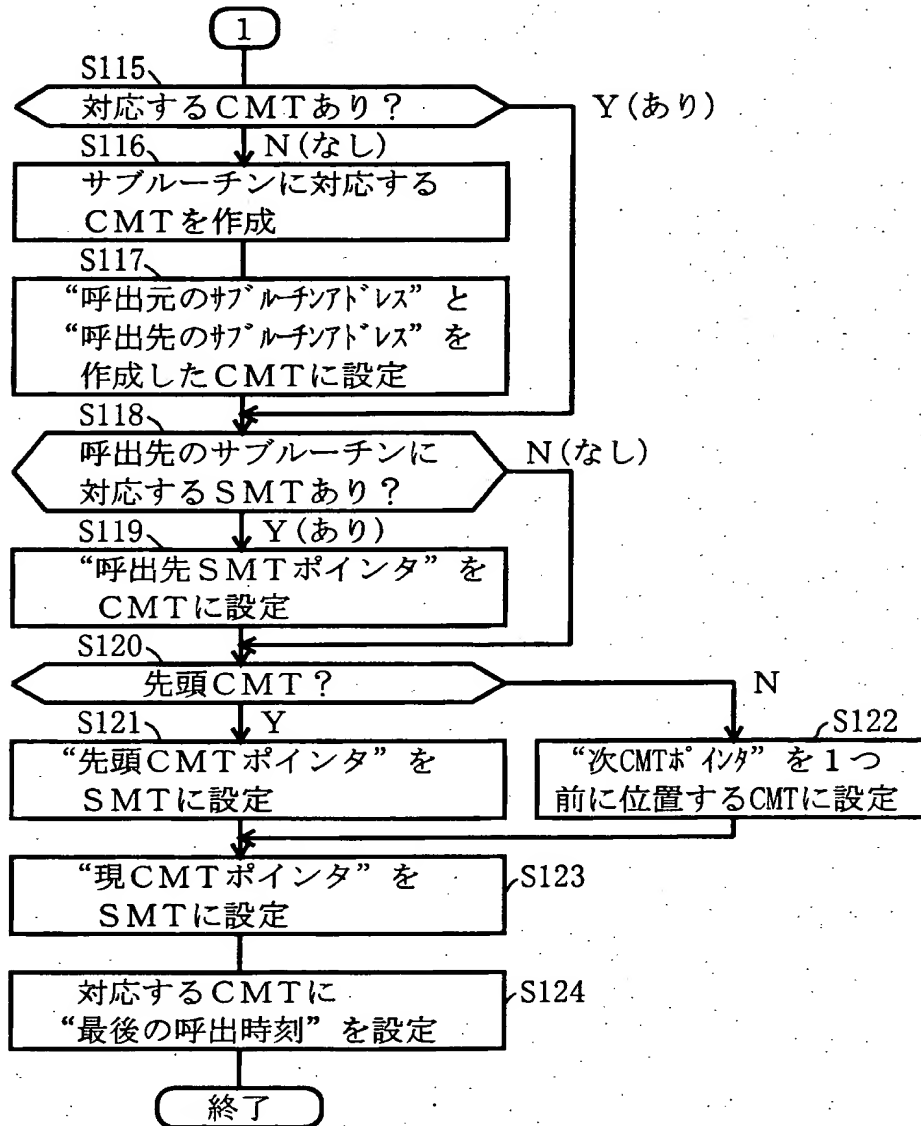 1
S115
対応するCMTあり？
Y(あり)
S116
N(なし)
サブルーチンに対応する
CMTを作成
S117
“呼出元のサブルーチンアドレス”と
“呼出先のサブルーチンアドレス”を
作成したCMTに設定
S118
呼出先のサブルーチンに
対応するSMTあり？
N(なし)
S119
Y(あり)
“呼出先SMTポインタ”を
CMTに設定
S120
先頭CMT？
N
S121
Y
S122
“先頭CMTポインタ”を
SMTに設定
“次CMTポインタ”を1つ
前に位置するCMTに設定
“現CMTポインタ”を
SMTに設定
S123
対応するCMTに
“最後の呼出時刻”を設定
S124
終了